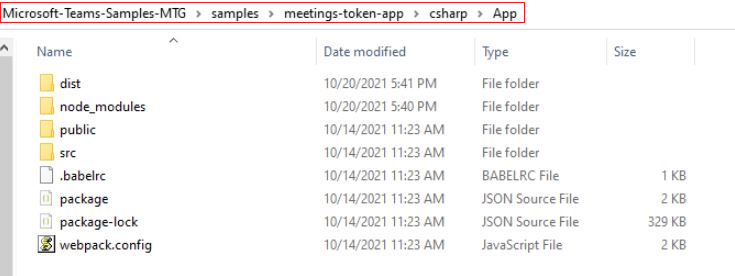 Microsoft-Teams-Samples-MTG > samples > meetings-token-app > csharp > App
Name Date modified Type Size
dist 10/20/2021 5:41 PM File folder
node_modules 10/20/2021 5:40 PM File folder
public 10/14/2021 11:23 AM File folder
src 10/14/2021 11:23 AM File folder
.babelrc 10/14/2021 11:23 AM BABELRC File 1 KB
package 10/14/2021 11:23 AM JSON Source File 2 KB
package-lock 10/14/2021 11:23 AM JSON Source File 329 KB
webpack.config 10/14/2021 11:23 AM JavaScript File 2 KB